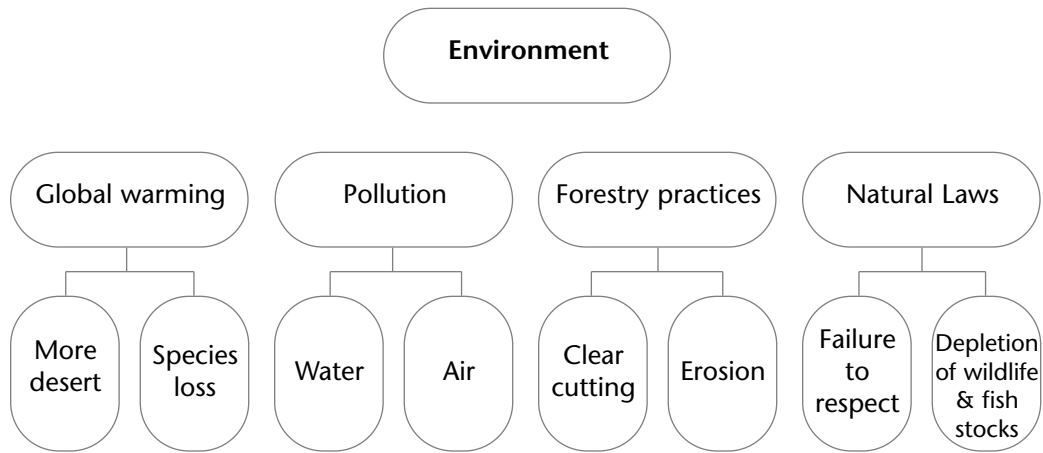 Environment
Global warming
Pollution
Forestry practices
Natural Laws
More
desert
Species
loss
Water
Air
Clear
cutting
Erosion
Failure
to
respect
Depletion
of wildlife
& fish
stocks